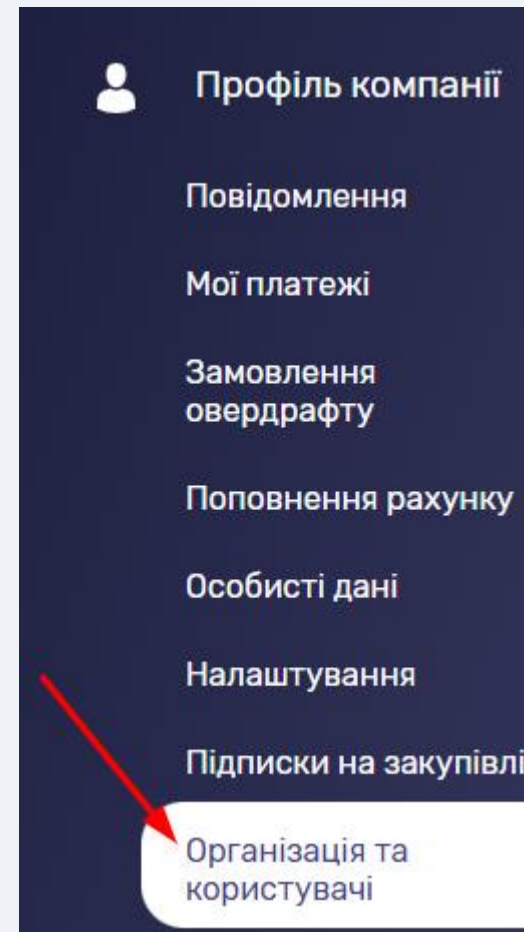 Профіль компанії
Повідомлення
Мої платежі
Замовлення
овердрафту
Поповнення рахунку
Особисті дані
Налаштування
Підписки на закупівлі
Організація та
користувачі